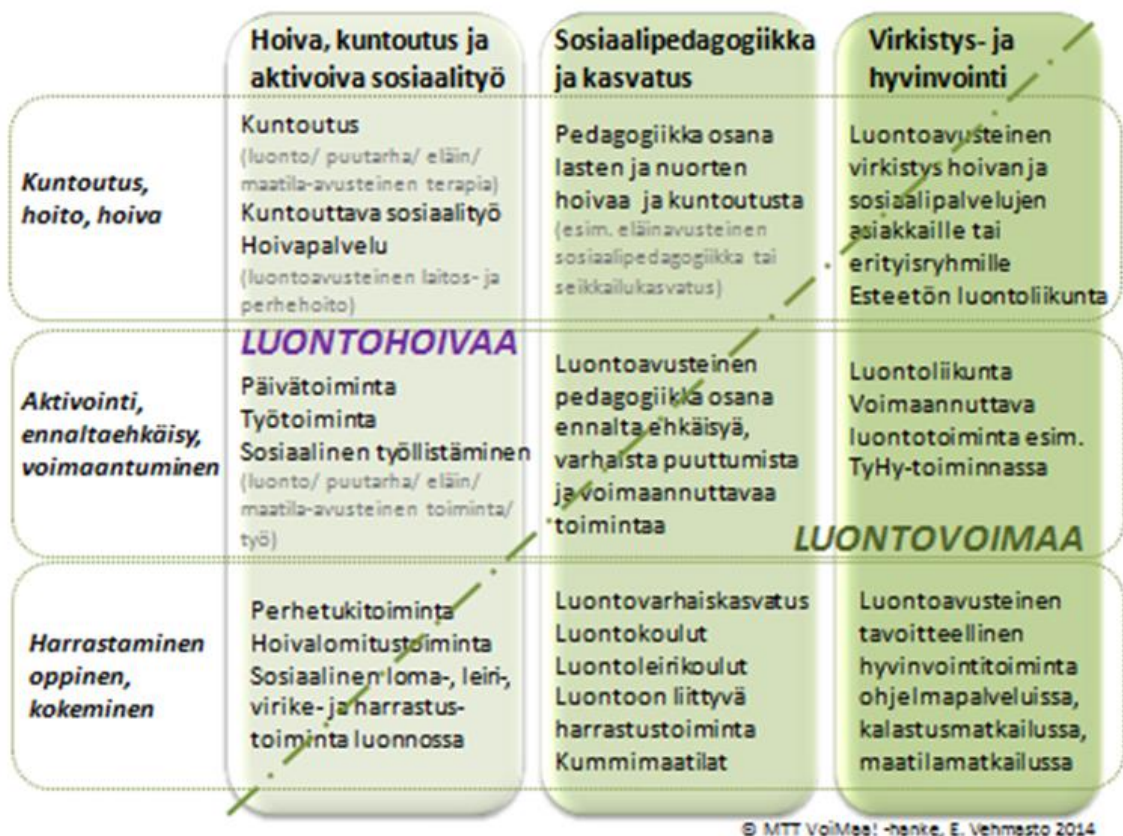 Hoiva, kuntoutus ja
aktivoiva sosiaalityö
Sosiaalipedagogiikka
ja kasvatus
Virkistys- ja
hyvinvointi
Kuntoutus,
hoito, hoiva
Kuntoutus
(luonto/ puutarha/ eläin/
maatila-avusteinen terapia)
Kuntouttava sosiaalityö
Hoivapalvelu
(luontoavusteinen laitos- ja
perhehoito)
Pedagogiikka osana
lasten ja nuorten
hoivaa ja kuntoutusta
(esim. eläinavusteinen
sosiaalipedagogiikka tai
seikkailukasvatus)
Luontoavusteinen
virkistys hoivan ja
sosiaalipalvelujen
asiakkaille tai
erityisryhmille
Esteetön luontoliikunta
LUONTOHOIVAA
Aktivointi,
ennaltaehkäisy,
voimaantuminen
Päivätoiminta
Työtoiminta
Sosiaalinen työllistäminen
(luonto/ puutarha/ eläin/
maatila-avusteinen toiminta/
työ)
Luontoavusteinen
pedagogiikka osana
ennalta ehkäisyä,
varhaista puuttumista
ja voimaannuttavaa
toimintaa
Luontoliikunta
Voimaannuttava
luontotoiminta esim.
TyHy-toiminnassa
LUONTOVOIMAA
Harrastaminen
oppinen,
kokeminen
Perhetukitoiminta
Hoivalomitustoiminta
Sosiaalinen loma-, leiri-,
virike- ja harrastus-
toiminta luonnossa
Luontovarhaiskasvatus
Luontokoulut
Luontoleirikoulut
Luontoon liittyvä
harrastustoiminta
Kummimaatilat
Luontoavusteinen
tavoitteellinen
hyvinvointitoiminta
ohjelmapalveluissa,
kalastusmatkailussa,
maatilamatkailussa
© MTT VoiMaa! -hanke, E. Vehmasto 2014